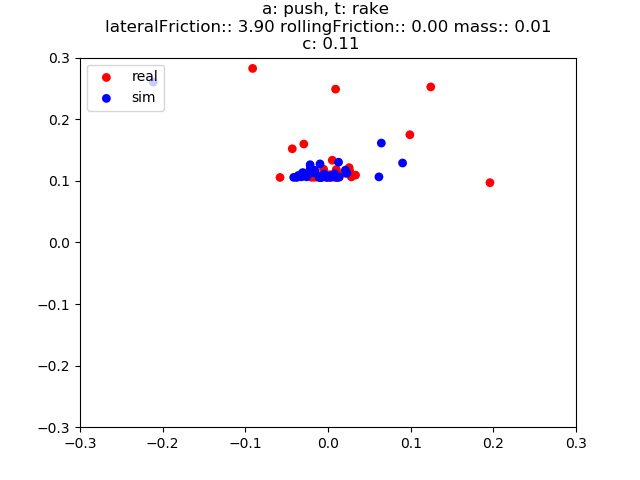 a: push, t: rake
lateralFriction:: 3.90 rollingFriction:: 0.00 mass:: 0.01
c: 0.11
real
sim
0.3
0.2
0.1
0.0
−0.1
−0.2
−0.3
−0.3 −0.2 −0.1 0.0 0.1 0.2 0.3